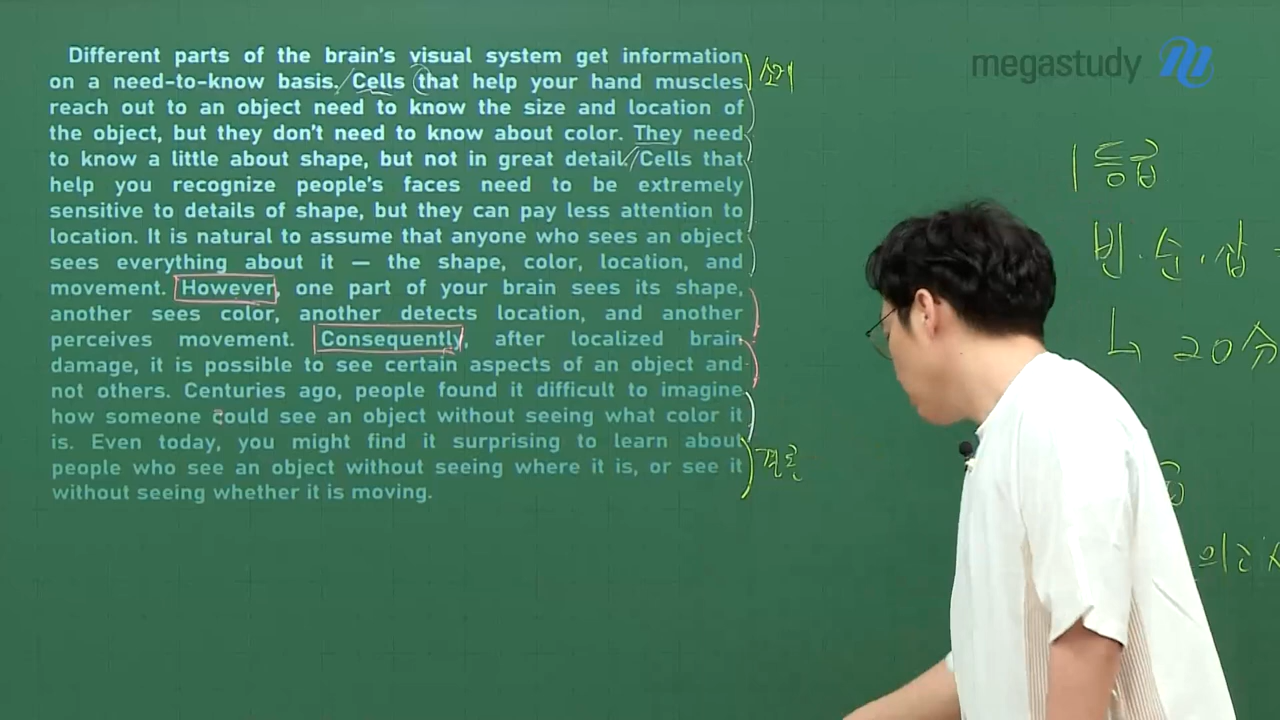 Different parts of the brain's visual system get information
on a need-to-know basis. Cells that help your hand muscles
reach out to an object need to know the size and location of
the object, but they don't need to know about color. They need
to know a little about shape, but not in great detail. Cells that
help you recognize people's faces need to be extremely
sensitive to details of shape, but they can pay less attention to
location. It is natural to assume that anyone who sees an object
sees everything about it — the shape, color, location, and
movement. However, one part of your brain sees its shape,
another sees color, another detects location, and another
perceives movement. Consequently, after localized brain
damage, it is possible to see certain aspects of an object and
not others. Centuries ago, people found it difficult to imagine
how someone could see an object without seeing what color it
is. Even today, you might find it surprising to learn about
people who see an object without seeing where it is, or see it
without seeing whether it is moving.
소재
결론
megastudy
1등급
빈·순·삽
↳ 20分